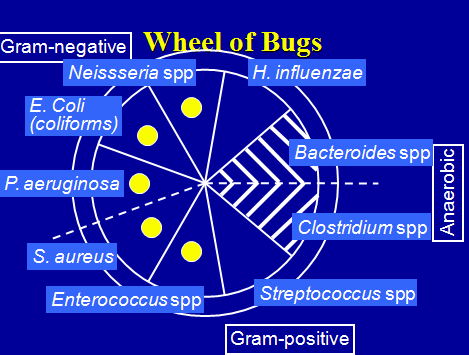 Wheel of Bugs
Gram-negative
Neissseria spp
H. influenzae
E. Coli
(coliforms)
Bacteroides spp
Anaerobic
P. aeruginosa
Clostridium spp
S. aureus
Enterococcus spp
Streptococcus spp
Gram-positive